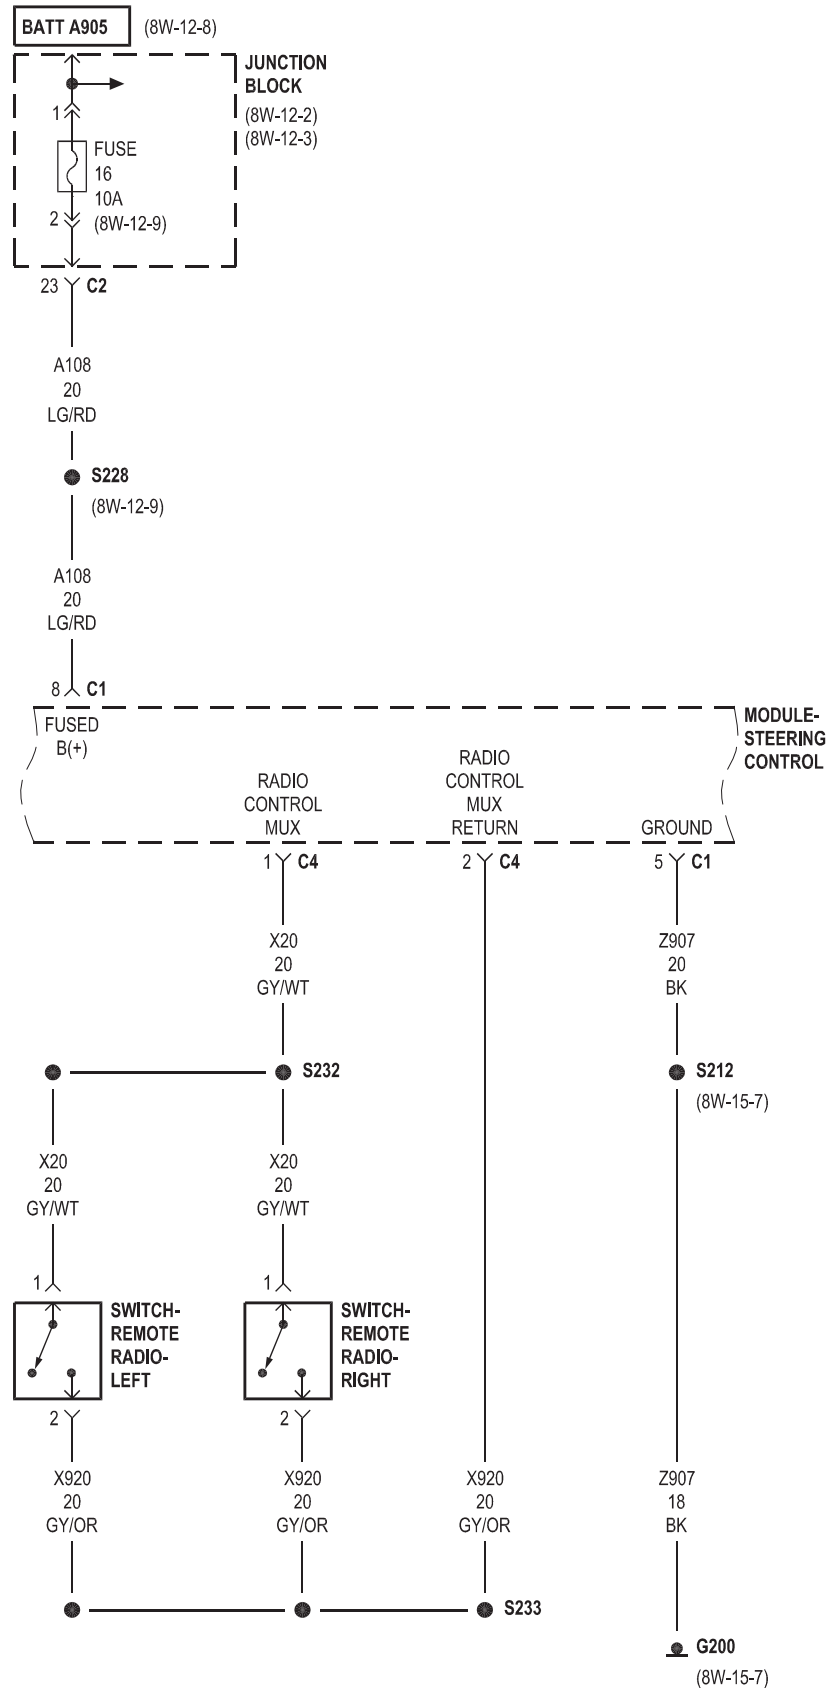 BATT A905 (8W-12-8)
JUNCTION
BLOCK
(8W-12-2)
(8W-12-3)
1
FUSE
16
10A
2 (8W-12-9)
23 C2
A108
20
LG/RD
S228
(8W-12-9)
A108
20
LG/RD
8 C1
FUSED
B(+)
MODULE-
STEERING
CONTROL
RADIO
CONTROL
MUX
RADIO
CONTROL
MUX
RETURN
GROUND
1 C4
2 C4
5 C1
X20
20
GY/WT
Z907
20
BK
S232
S212
(8W-15-7)
X20
20
GY/WT
X20
20
GY/WT
1
1
SWITCH-
REMOTE
RADIO-
LEFT
SWITCH-
REMOTE
RADIO-
RIGHT
2
2
X920
20
GY/OR
X920
20
GY/OR
X920
20
GY/OR
Z907
18
BK
S233
G200
(8W-15-7)